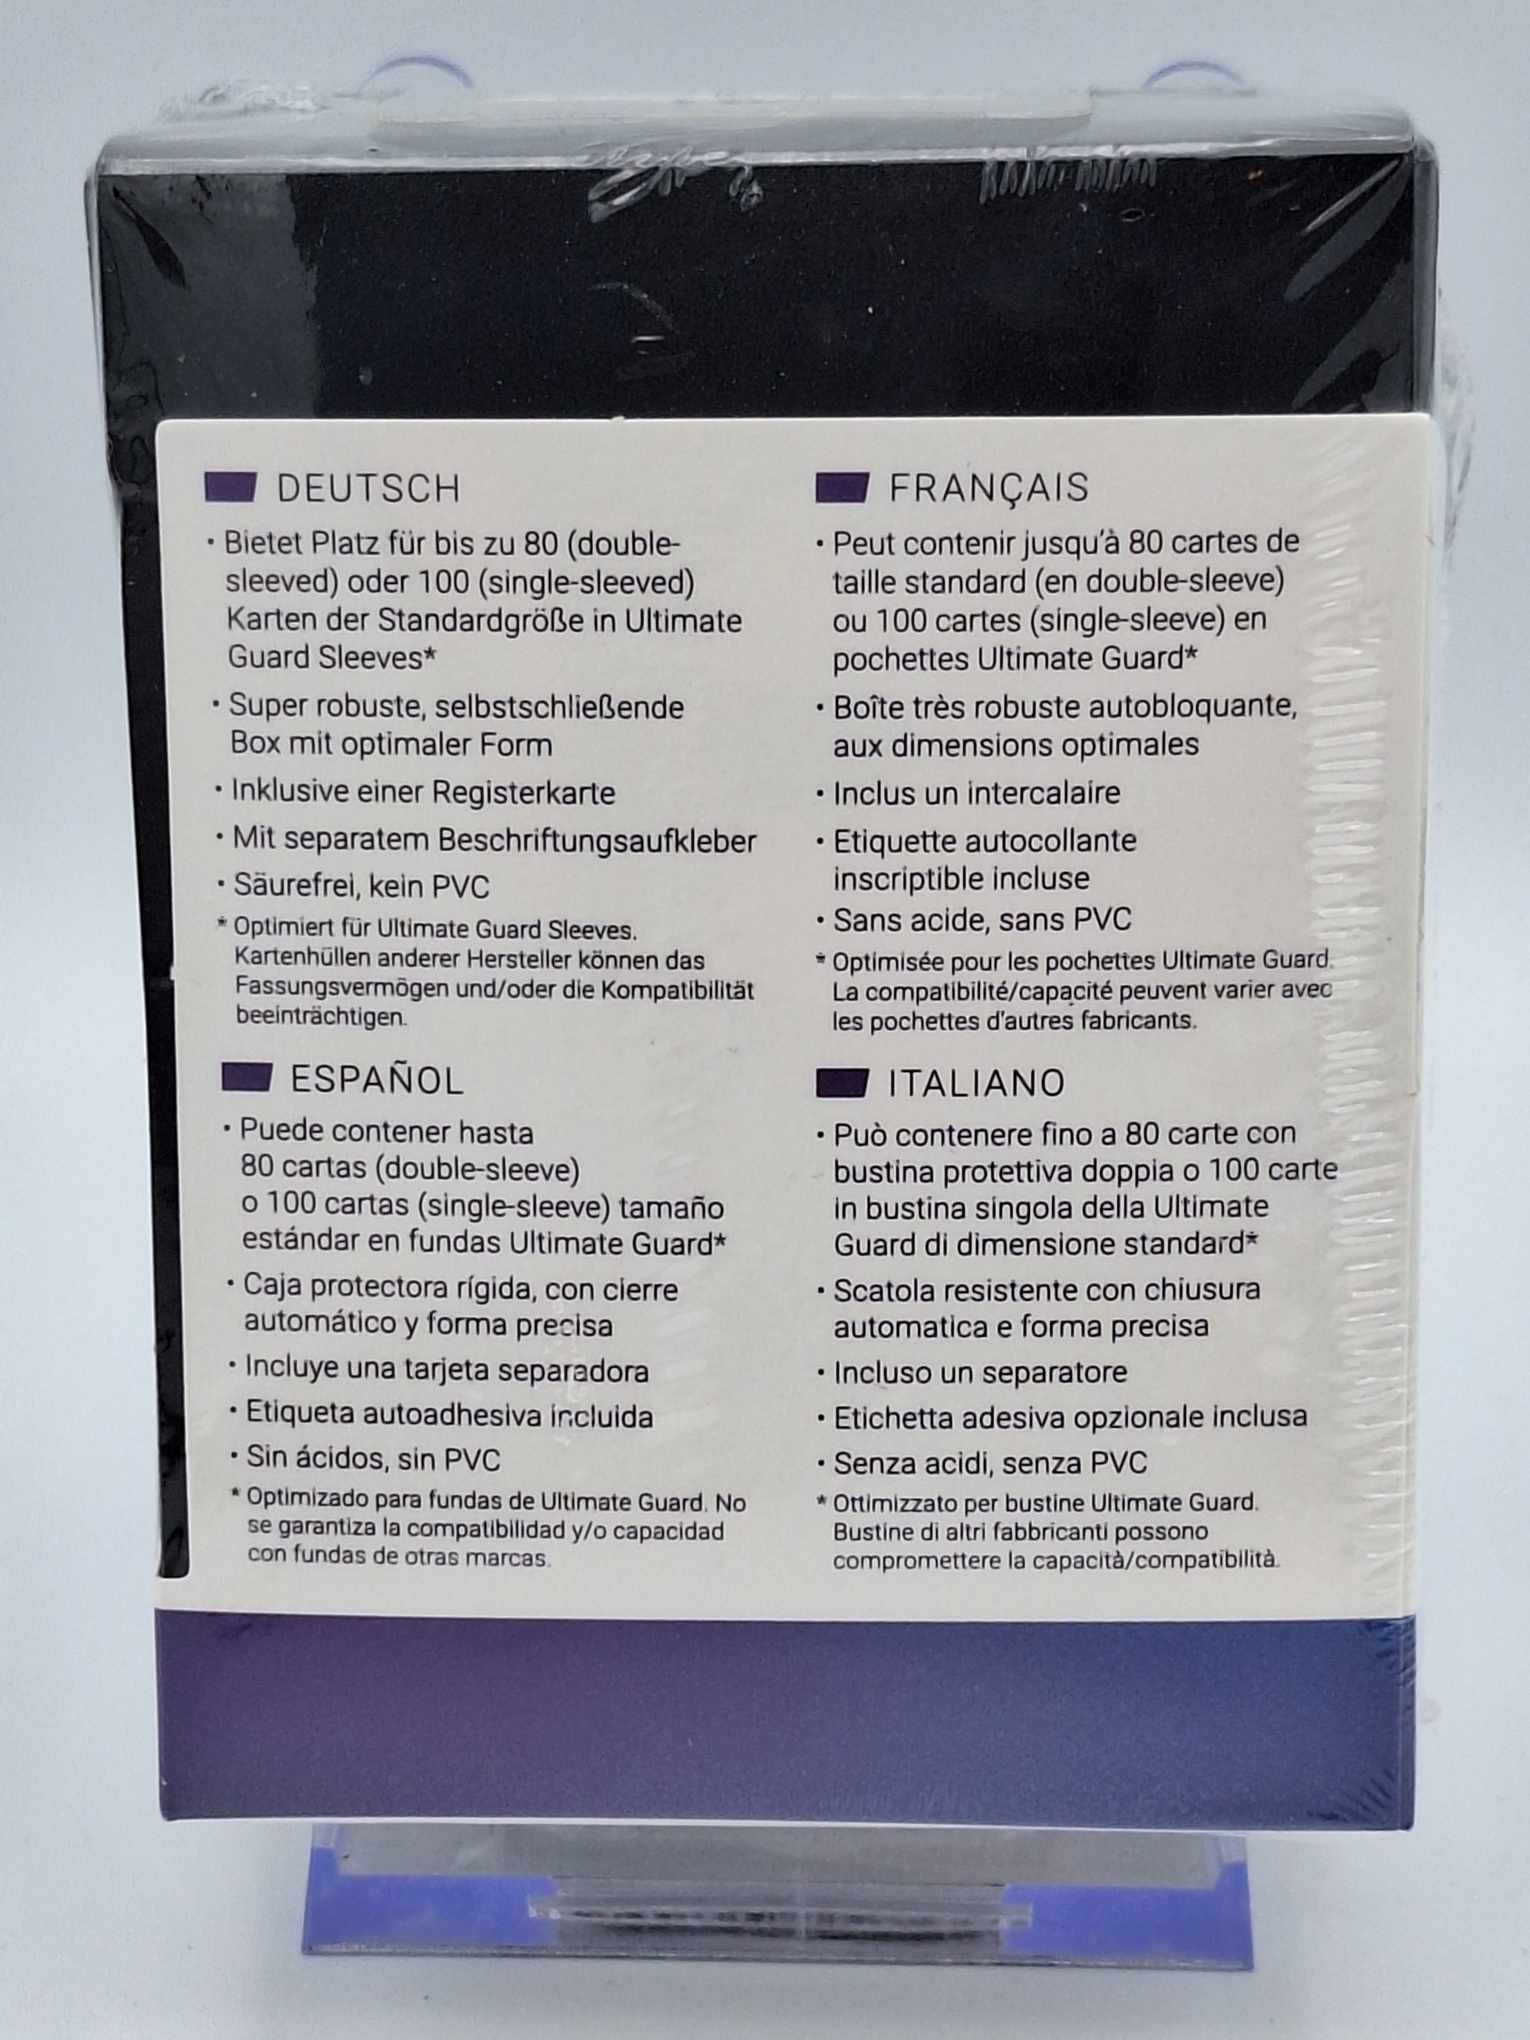 DEUTSCH
· Bietet Platz für bis zu 80 (double-
sleeved) oder 100 (single-sleeved)
Karten der Standardgröße in Ultimate
Guard Sleeves*
· Super robuste, selbstschließende
Box mit optimaler Form
· Inklusive einer Registerkarte
· Mit separatem Beschriftungsaufkleber
· Säurefrei, kein PVC
* Optimiert für Ultimate Guard Sleeves.
Kartenhüllen anderer Hersteller können das
Fassungsvermögen und/oder die Kompatibilität
beeinträchtigen.
FRANÇAIS
· Peut contenir jusqu'à 80 cartes de
taille standard (en double-sleeve)
ou 100 cartes (single-sleeve) en
pochettes Ultimate Guard*
· Boîte très robuste autobloquante,
aux dimensions optimales
· Inclus un intercalaire
· Etiquette autocollante
inscriptible incluse
· Sans acide, sans PVC
* Optimisée pour les pochettes Ultimate Guard.
La compatibilité/capacité peuvent varier avec
les pochettes d'autres fabricants.
ESPAÑOL
· Puede contener hasta
80 cartas (double-sleeve)
o 100 cartas (single-sleeve) tamaño
estándar en fundas Ultimate Guard*
· Caja protectora rígida, con cierre
automático y forma precisa
· Incluye una tarjeta separadora
· Etiqueta autoadhesiva incluida
· Sin ácidos, sin PVC
* Optimizado para fundas de Ultimate Guard. No
se garantiza la compatibilidad y/o capacidad
con fundas de otras marcas.
ITALIANO
· Può contenere fino a 80 carte con
bustina protettiva doppia o 100 carte
in bustina singola della Ultimate
Guard di dimensione standard*
· Scatola resistente con chiusura
automatica e forma precisa
· Incluso un separatore
· Etichetta adesiva opzionale inclusa
· Senza acidi, senza PVC
* Ottimizzato per bustine Ultimate Guard.
Bustine di altri fabbricanti possono
compromettere la capacità/compatibilità.